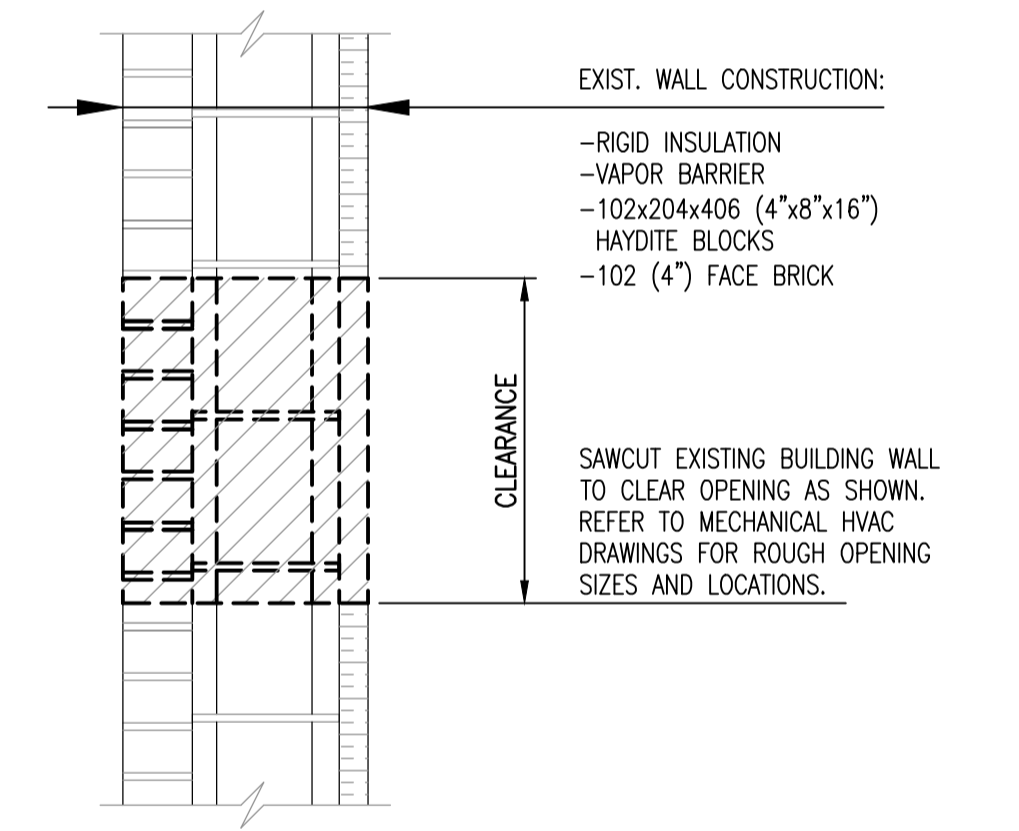 EXIST. WALL CONSTRUCTION:
-RIGID INSULATION
-VAPOR BARRIER
-102x204x406 (4"x8"x16")
HAYDITE BLOCKS
-102 (4") FACE BRICK
CLEARANCE
SAWCUT EXISTING BUILDING WALL
TO CLEAR OPENING AS SHOWN.
REFER TO MECHANICAL HVAC
DRAWINGS FOR ROUGH OPENING
SIZES AND LOCATIONS.